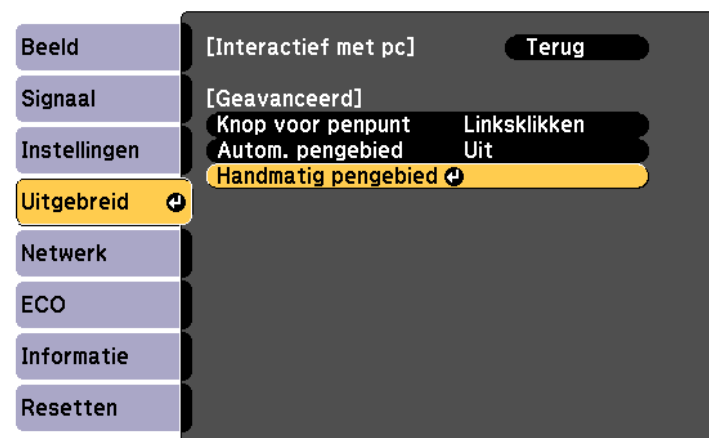 Beeld
Signaal
Instellingen
Uitgebreid
Netwerk
ECO
Informatie
Resetten
[Interactief met pc] Terug
[Geavanceerd]
Knop voor penpunt Linksklikken
Autom. pengebied Uit
Handmatig pengebied